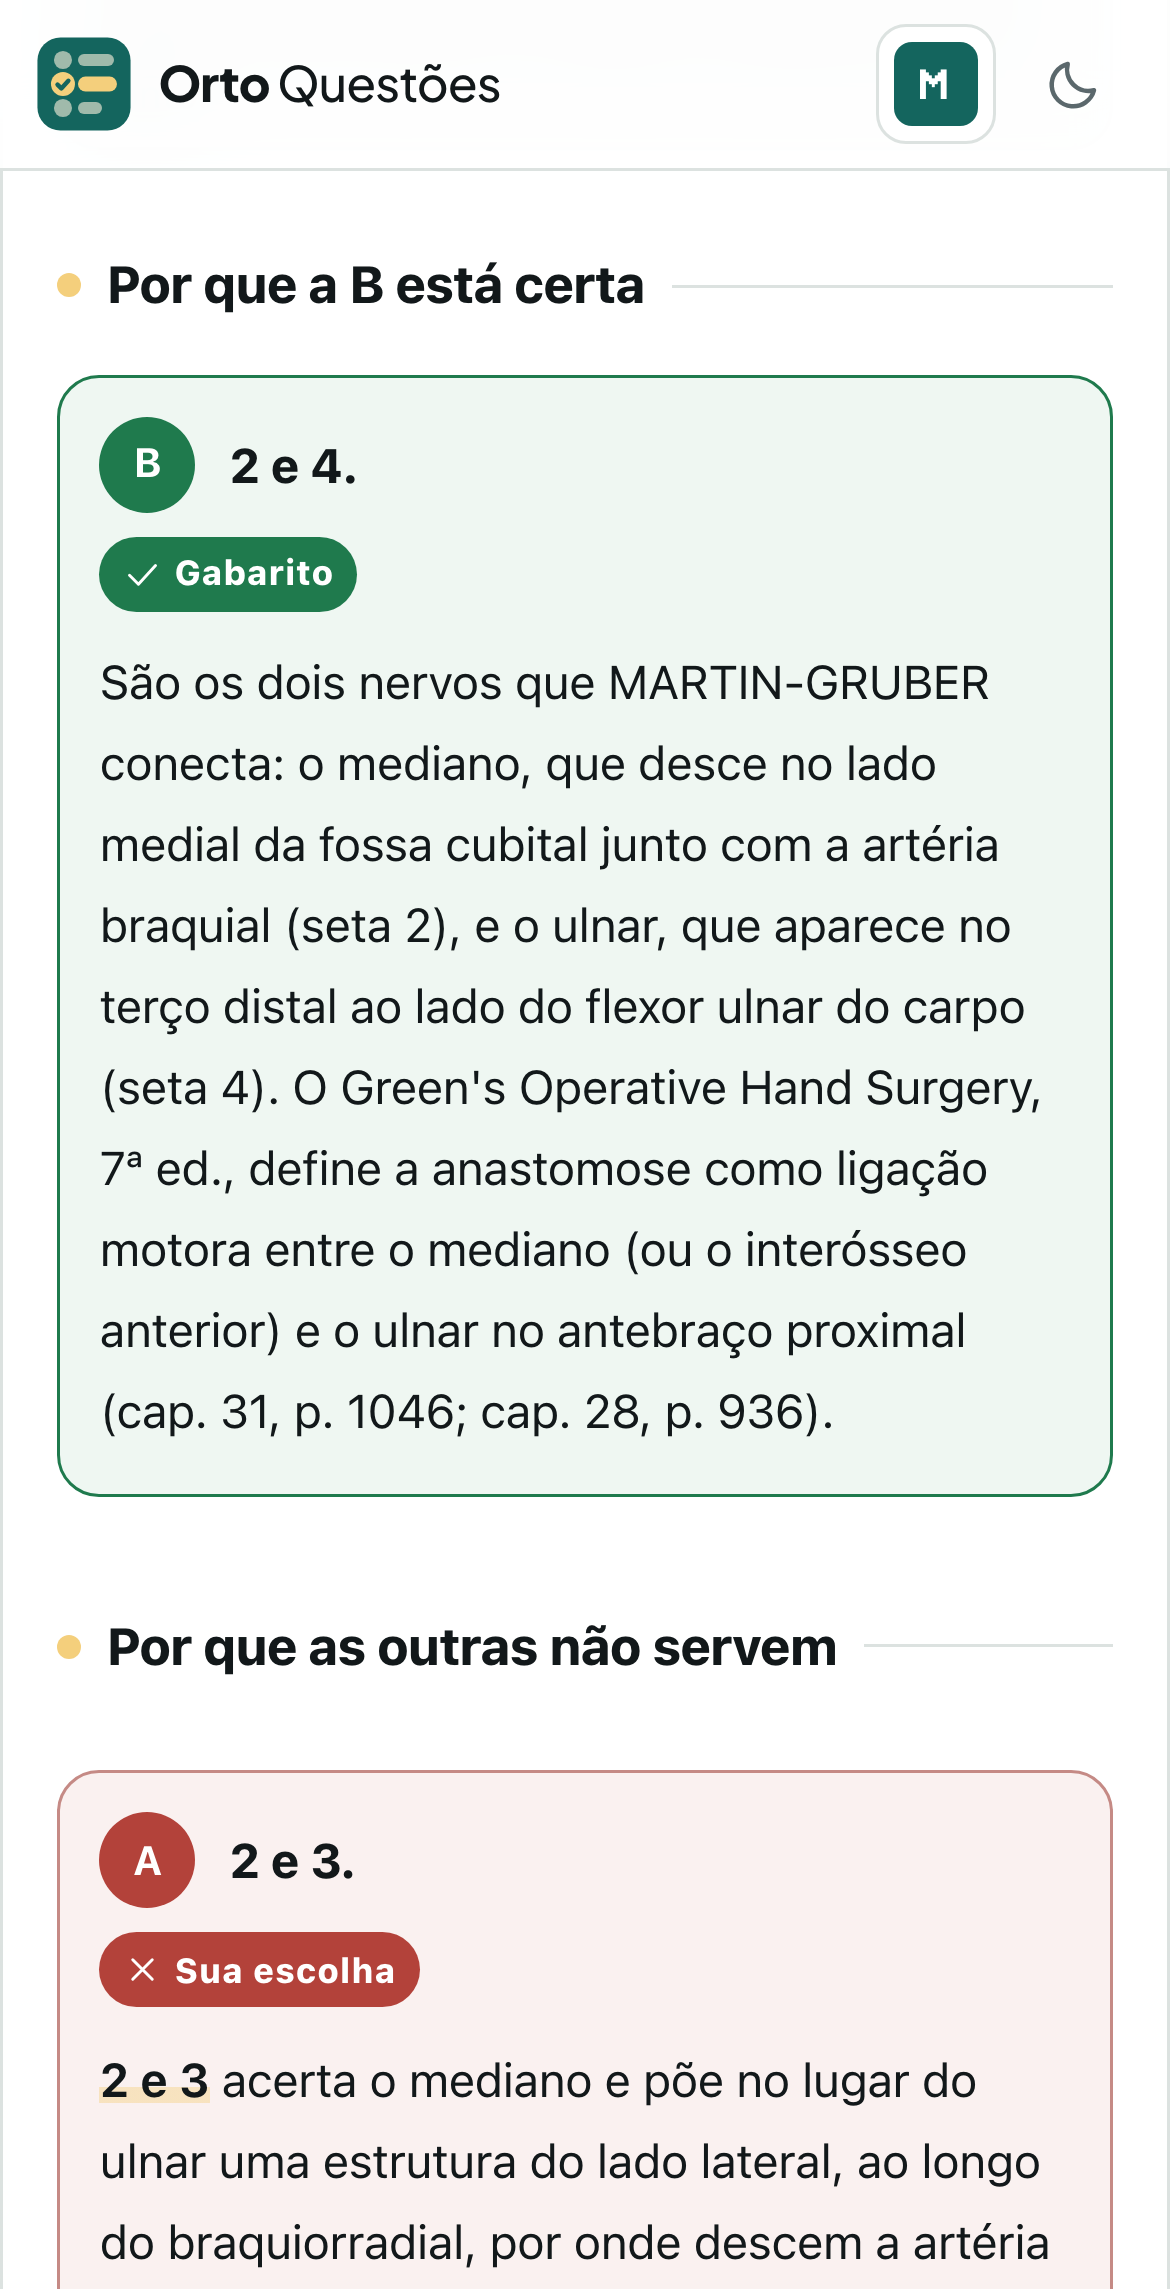 Orto Questões
M
Por que a B está certa
B
2 e 4.
Gabarito
São os dois nervos que MARTIN-GRUBER
conecta: o mediano, que desce no lado
medial da fossa cubital junto com a artéria
braquial (seta 2), e o ulnar, que aparece no
terço distal ao lado do flexor ulnar do carpo
(seta 4). O Green's Operative Hand Surgery,
7ª ed., define a anastomose como ligação
motora entre o mediano (ou o interósseo
anterior) e o ulnar no antebraço proximal
(cap. 31, p. 1046; cap. 28, p. 936).
Por que as outras não servem
A
2 e 3.
Sua escolha
2 e 3 acerta o mediano e põe no lugar do
ulnar uma estrutura do lado lateral, ao longo
do braquiorradial, por onde descem a artéria